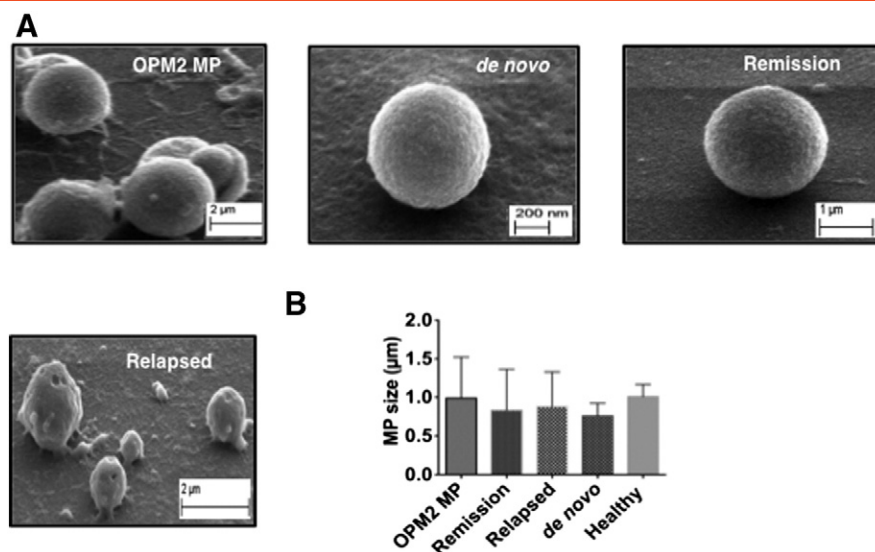 A
OPM2 MP
2 µm
de novo
200 nm
Remission
1 µm
Relapsed
2 µm
B
MP size (µm)
2.0
1.5
1.0
0.5
0.0
OPM2 MP
Remission
Relapsed
de novo
Healthy